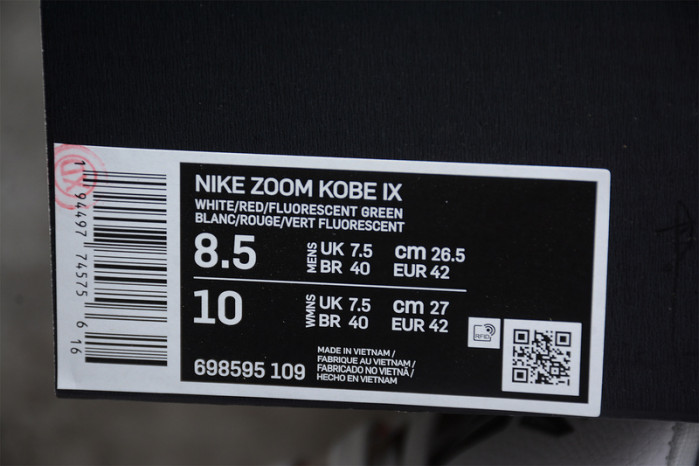 NIKE ZOOM KOBE IX
WHITE/RED/FLUORESCENT GREEN
BLANC/ROUGE/VERT FLUORESCENT
8.5 MENS UK 7.5 cm 26.5
BR 40 EUR 42
10 WMNS UK 7.5 cm 27
BR 40 EUR 42
RFID
698595 109
MADE IN VIETNAM /
FABRIQUE AU VIETNAM /
FABRICADO NO VIETNÃ /
HECHO EN VIETNAM
1 94497 74575 6 16